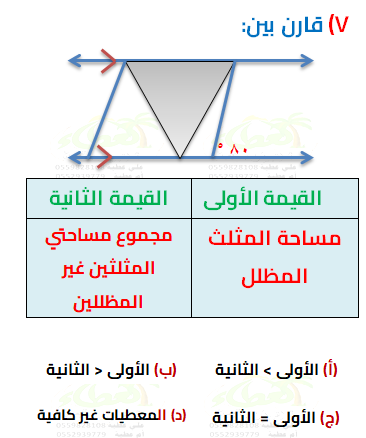 ٧) قارن بين:
٨٠ °
القيمة الأولى
القيمة الثانية
مساحة المثلث
المظلل
مجموع مساحتي
المثلثين غير
المظللين
(أ) الأولى > الثانية
(ب) الأولى < الثانية
(ج) الأولى = الثانية
(د) المعطيات غير كافية